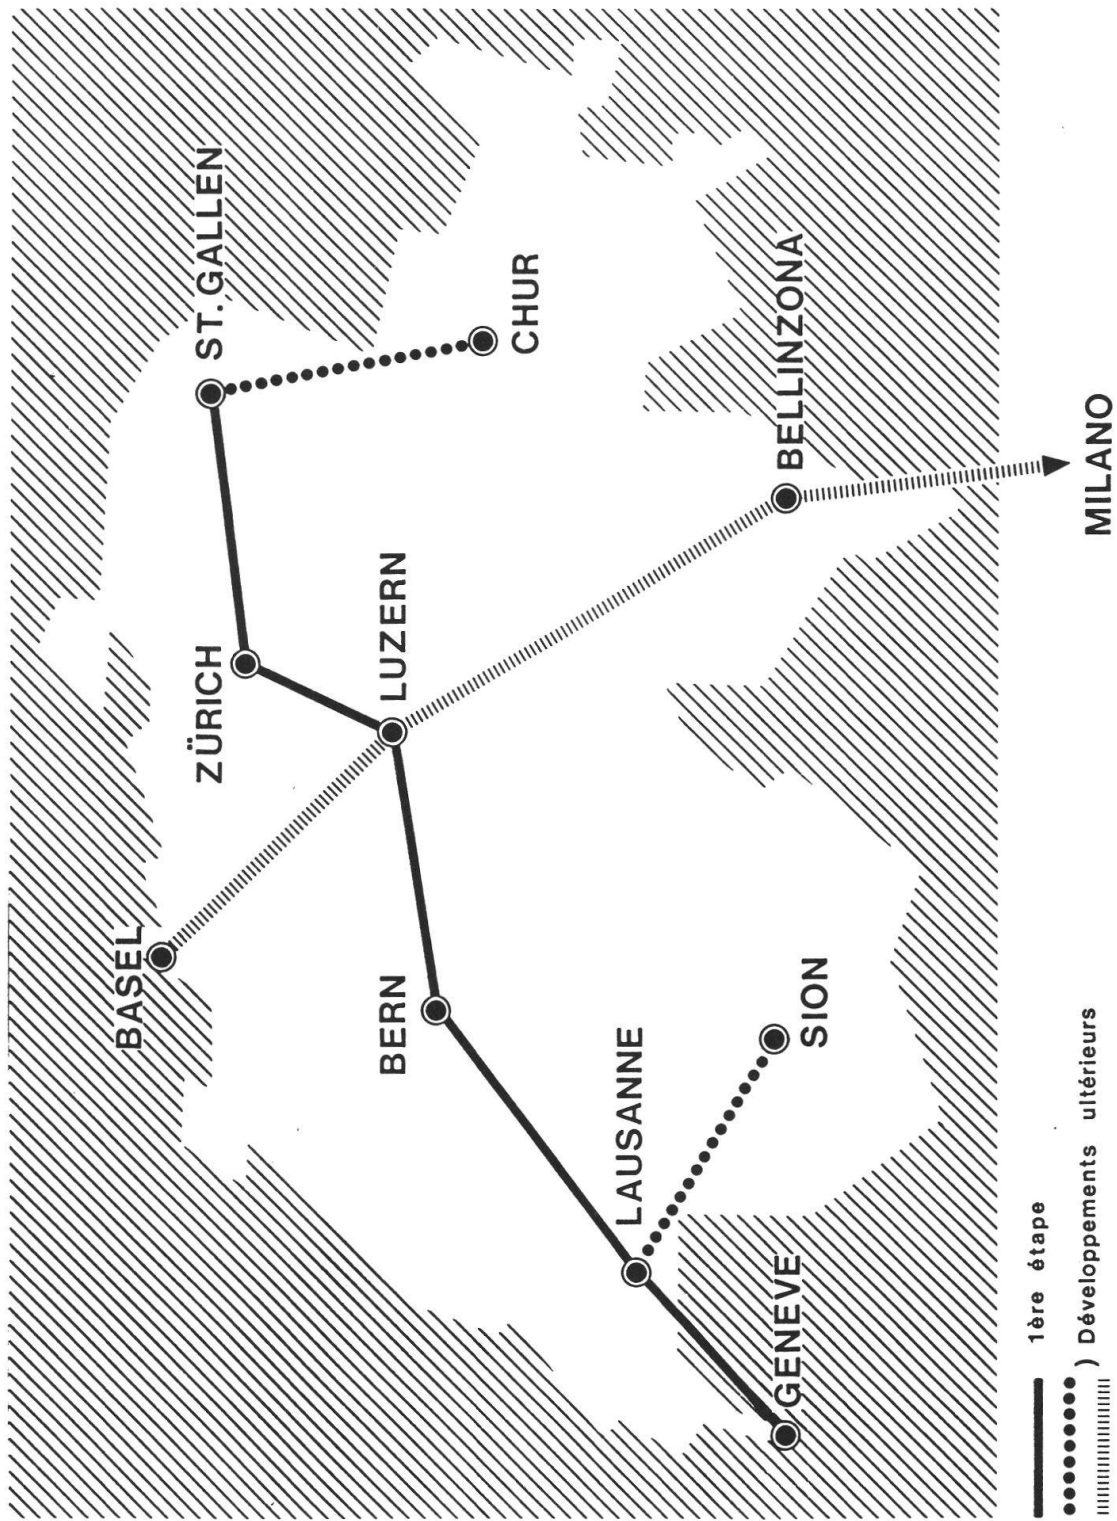 BASEL
ST. GALLEN
ZÜRICH
LUZERN
BERN
CHUR
LAUSANNE
SION
GENEVE
BELLINZONA
MILANO
1ère étape
) Développements ultérieurs